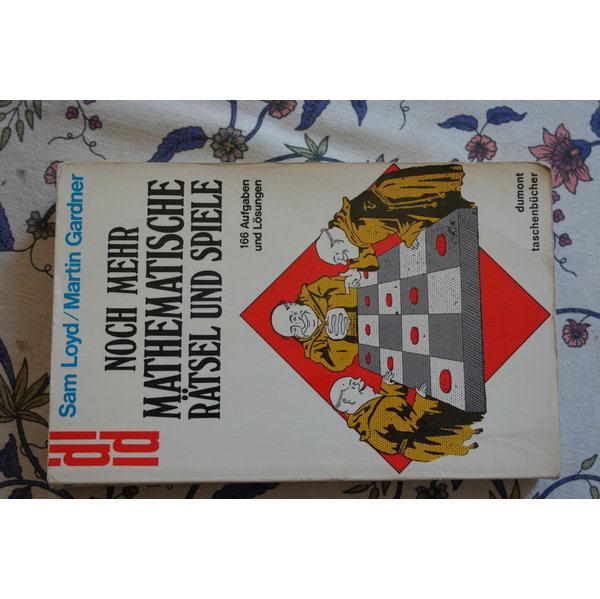 Sam Loyd/Martin Gardner
NOCH MEHR
MATHEMATISCHE
RÄTSEL UND SPIELE
166 Aufgaben
und Lösungen
dumont
taschenbücher